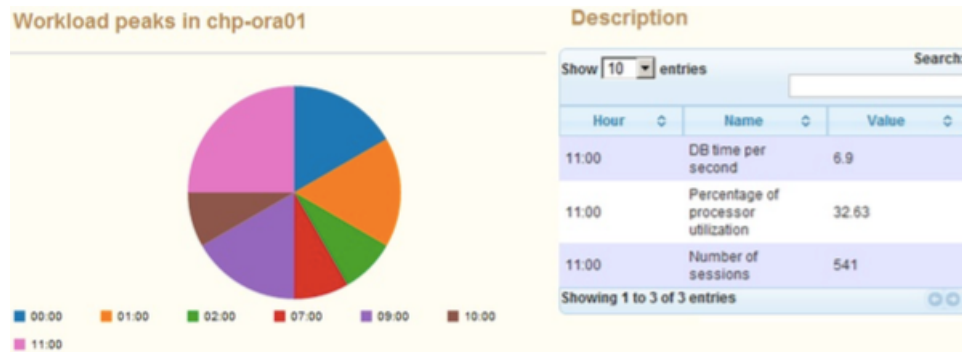 Workload peaks in chp-ora01
00:00 01:00 02:00 07:00 09:00 10:00
11:00
Description
Show 10 entries
Search:
Hour Name Value
11:00 DB time per second 6.9
11:00 Percentage of processor utilization 32.63
11:00 Number of sessions 541
Showing 1 to 3 of 3 entries